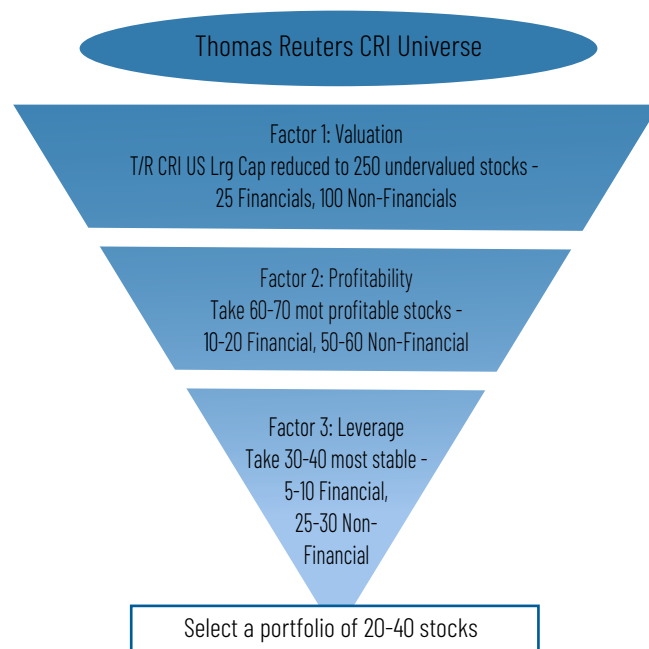 Thomas Reuters CRI Universe
Factor 1: Valuation
T/R CRI US Lrg Cap reduced to 250 undervalued stocks -
25 Financials, 100 Non-Financials
Factor 2: Profitability
Take 60-70 mot profitable stocks -
10-20 Financial, 50-60 Non-Financial
Factor 3: Leverage
Take 30-40 most stable -
5-10 Financial,
25-30 Non-
Financial
Select a portfolio of 20-40 stocks